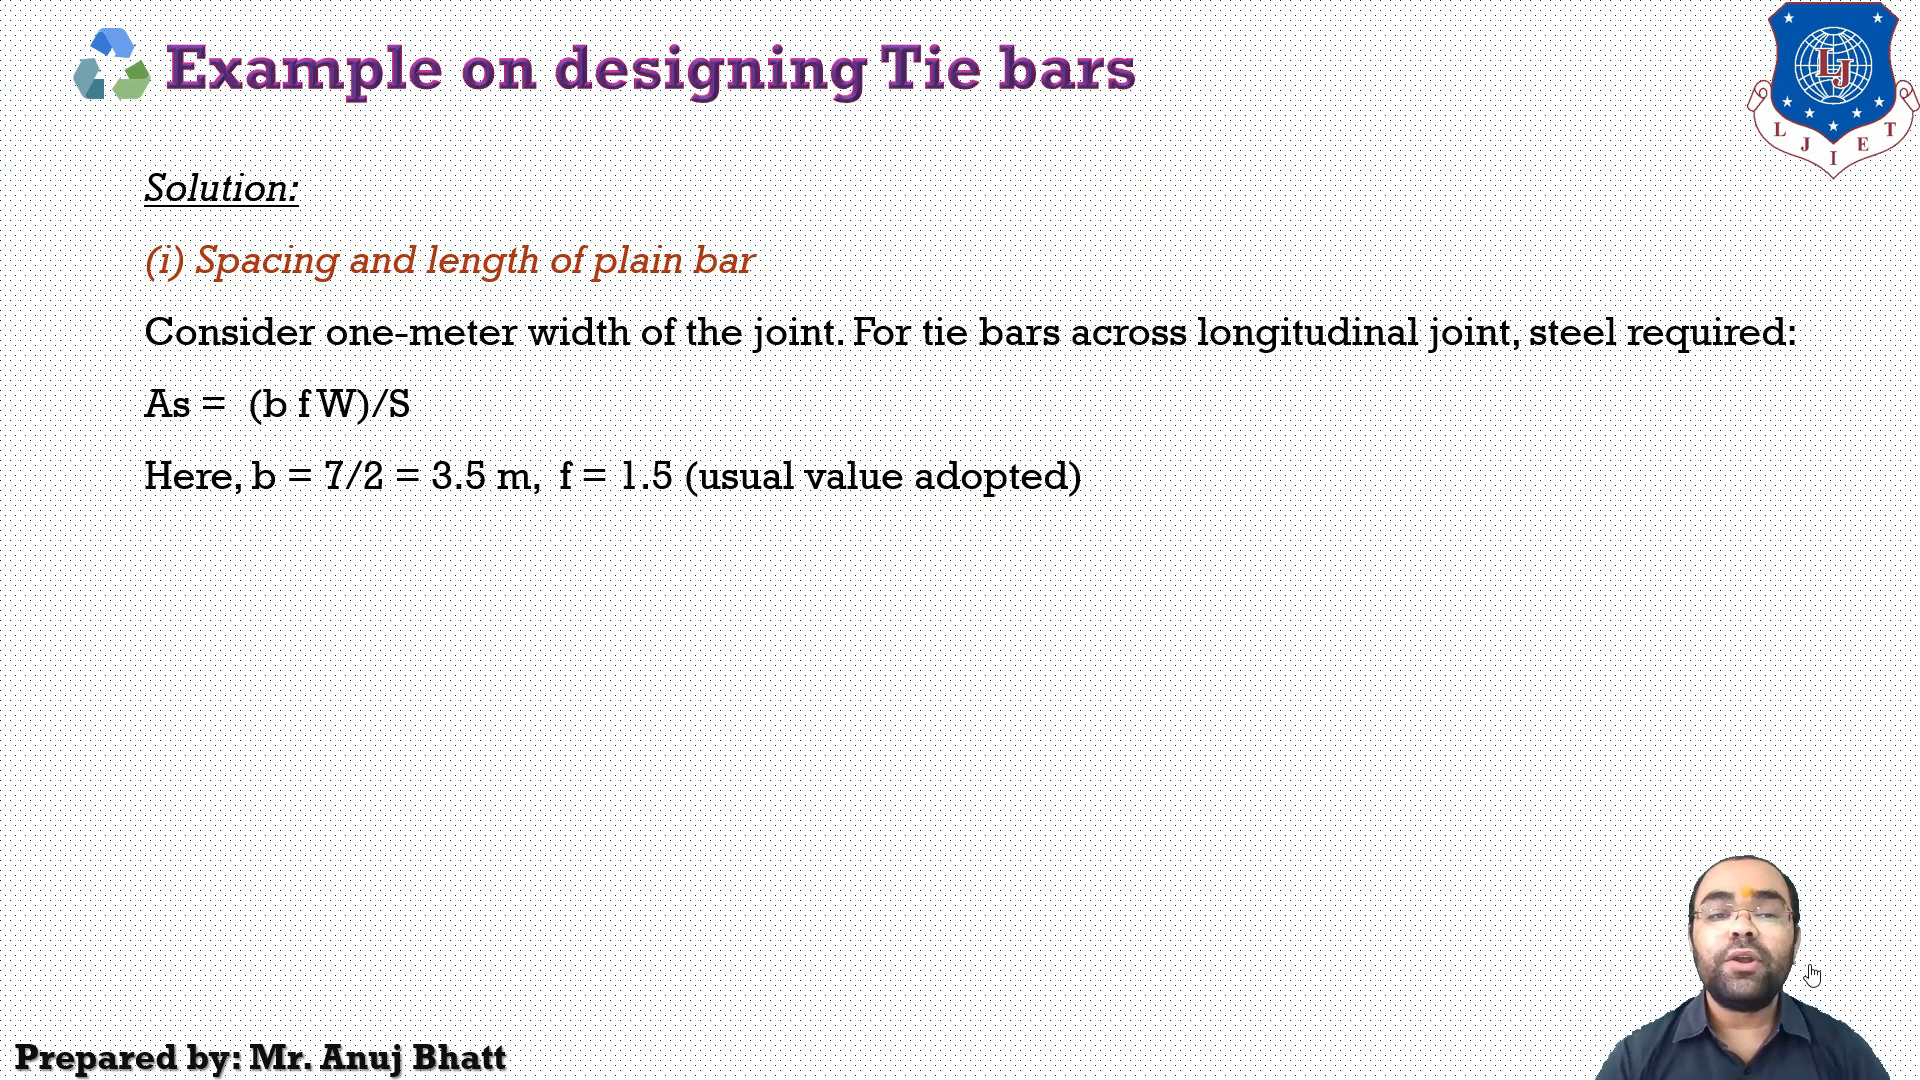 Example on designing Tie bars
LJ
L J I E T
Solution:
(i) Spacing and length of plain bar
Consider one-meter width of the joint. For tie bars across longitudinal joint, steel required:
As = (b f W)/S
Here, b = 7/2 = 3.5 m, f = 1.5 (usual value adopted)
Prepared by: Mr. Anuj Bhatt